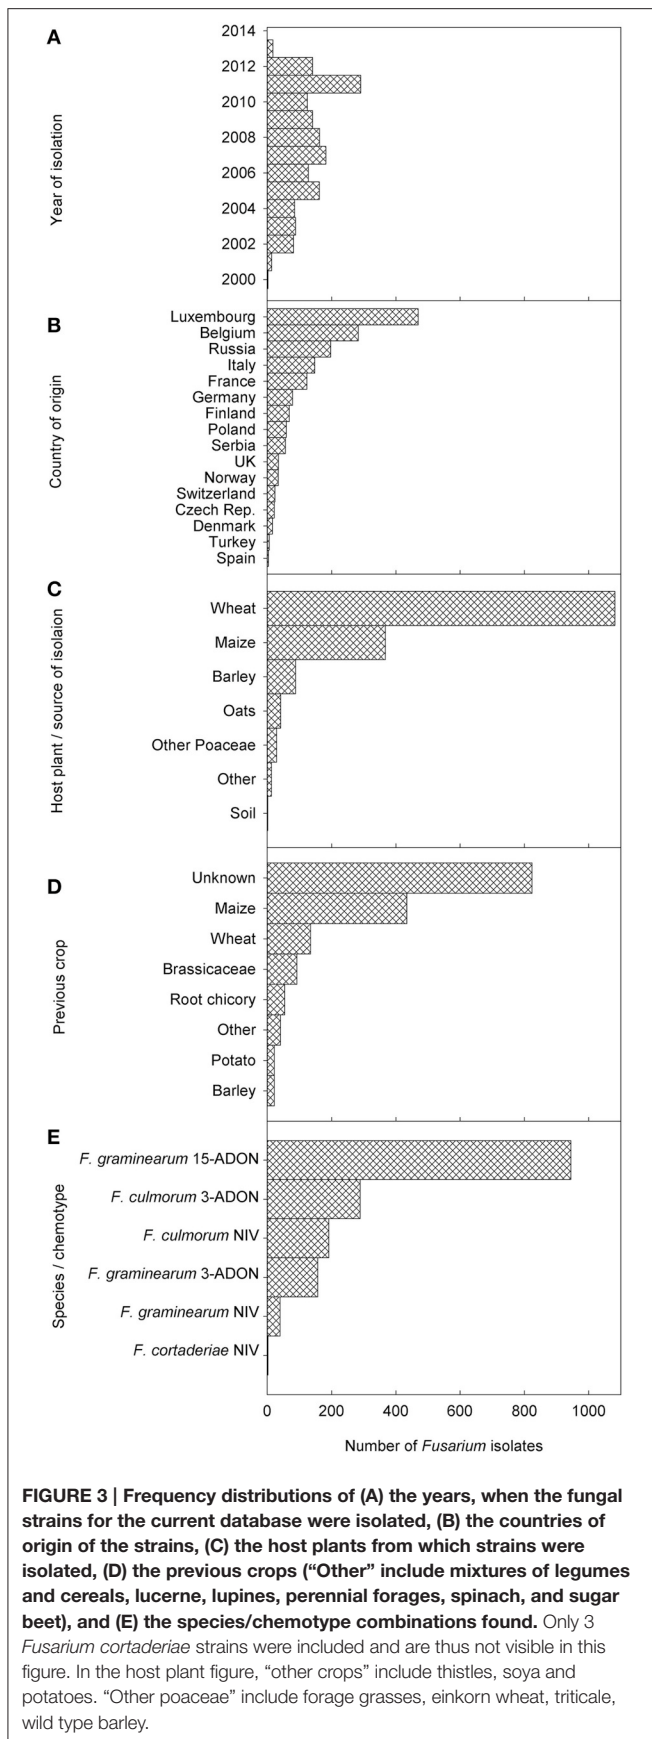 A
Year of isolation
2014
2012
2010
2008
2006
2004
2002
2000
B
Country of origin
Luxembourg
Belgium
Russia
Italy
France
Germany
Finland
Poland
Serbia
UK
Norway
Switzerland
Czech Rep.
Denmark
Turkey
Spain
C
Host plant / source of isolaion
Wheat
Maize
Barley
Oats
Other Poaceae
Other
Soil
D
Previous crop
Unknown
Maize
Wheat
Brassicaceae
Root chicory
Other
Potato
Barley
E
Species / chemotype
F. graminearum 15-ADON
F. culmorum 3-ADON
F. culmorum NIV
F. graminearum 3-ADON
F. graminearum NIV
F. cortaderiae NIV
0 200 400 600 800 1000
Number of Fusarium isolates
FIGURE 3 | Frequency distributions of (A) the years, when the fungal
strains for the current database were isolated, (B) the countries of
origin of the strains, (C) the host plants from which strains were
isolated, (D) the previous crops (“Other” include mixtures of legumes
and cereals, lucerne, lupines, perennial forages, spinach, and sugar
beet), and (E) the species/chemotype combinations found. Only 3
Fusarium cortaderiae strains were included and are thus not visible in this
figure. In the host plant figure, “other crops” include thistles, soya and
potatoes. “Other poaceae” include forage grasses, einkorn wheat, triticale,
wild type barley.